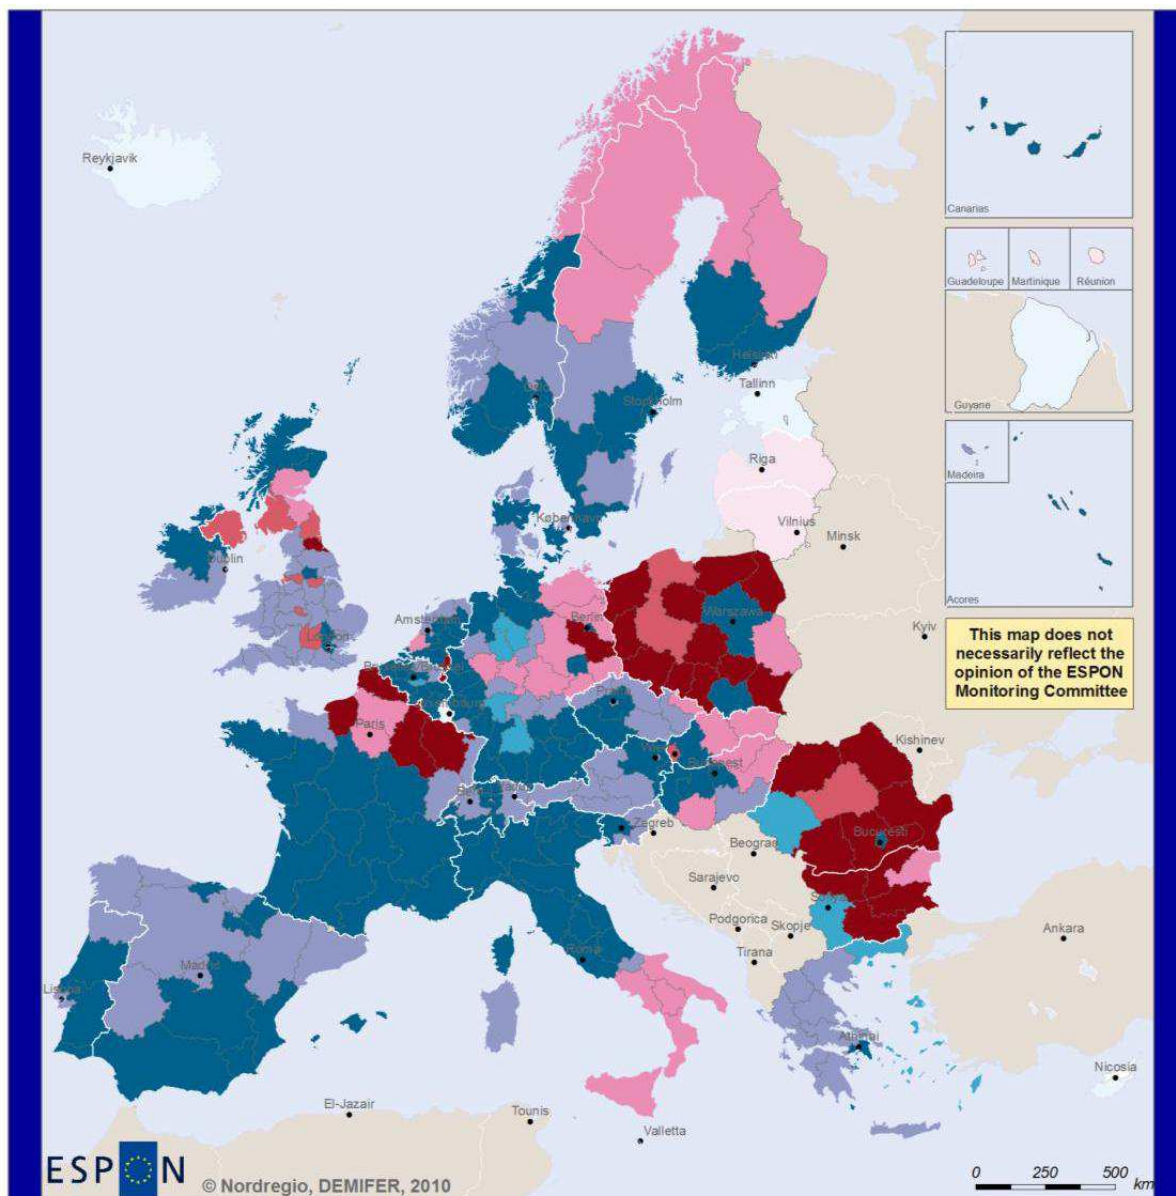 Reykjavik
Canarias
Guadeloupe
Martinique
Réunion
Guyane
Madeira
Acores
This map does not
necessarily reflect the
opinion of the ESPON
Monitoring Committee
Helsinki
Tallinn
Stockholm
Riga
Vilnius
Minsk
København
Dublin
Amsterdam
Berlin
Warszawa
London
Kyiv
Paris
Kishinev
Budapest
Zagreb
Bucuresti
Beograd
Sarajevo
Podgorica
Skopje
Tirana
Ankara
Madrid
Roma
Lisboa
Athinai
Nicosia
El-Jazair
Tounis
Valletta
ESPON
© Nordregio, DEMIFER, 2010
0 250 500
km